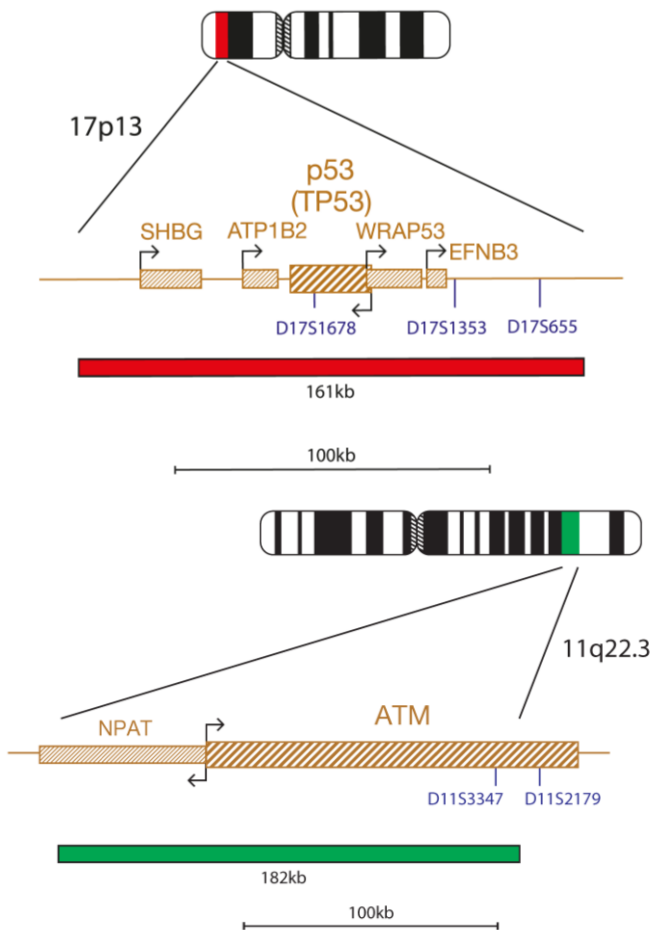 17p13
p53
(TP53)
SHBG
ATP1B2
WRAP53
EFNB3
D17S1678
D17S1353
D17S655
161kb
100kb
11q22.3
NPAT
ATM
D11S3347
D11S2179
182kb
100kb